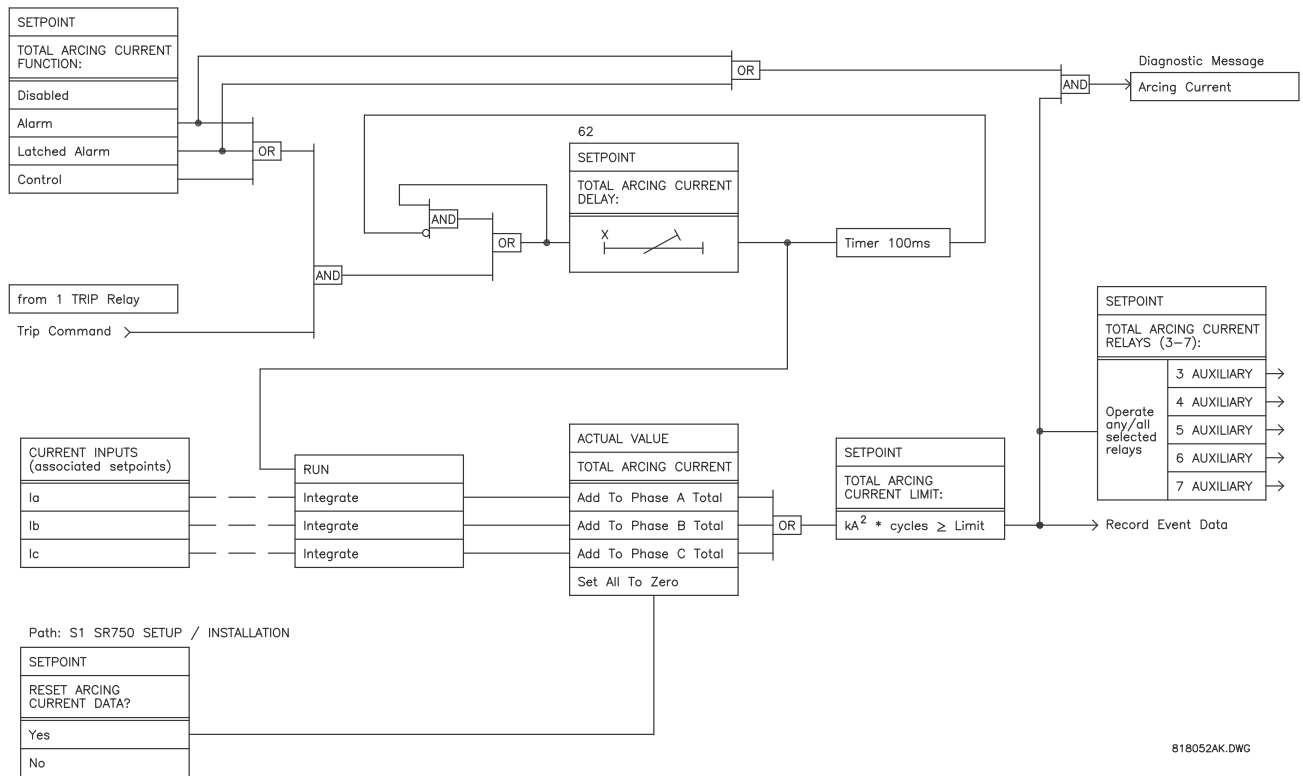 SETPOINT
TOTAL ARCING CURRENT
FUNCTION:
Disabled
Alarm
Latched Alarm
Control
OR
from 1 TRIP Relay
Trip Command
AND
AND
OR
62
SETPOINT
TOTAL ARCING CURRENT
DELAY:
X
Timer 100ms
OR
AND
Diagnostic Message
Arcing Current
SETPOINT
TOTAL ARCING CURRENT
RELAYS (3-7):
Operate
any/all
selected
relays
3 AUXILIARY
4 AUXILIARY
5 AUXILIARY
6 AUXILIARY
7 AUXILIARY
CURRENT INPUTS
(associated setpoints)
Ia
Ib
Ic
RUN
Integrate
Integrate
Integrate
ACTUAL VALUE
TOTAL ARCING CURRENT
Add To Phase A Total
Add To Phase B Total
Add To Phase C Total
Set All To Zero
OR
SETPOINT
TOTAL ARCING
CURRENT LIMIT:
kA² * cycles ≥ Limit
Record Event Data
Path: S1 SR750 SETUP / INSTALLATION
SETPOINT
RESET ARCING
CURRENT DATA?
Yes
No
818052AK.DWG